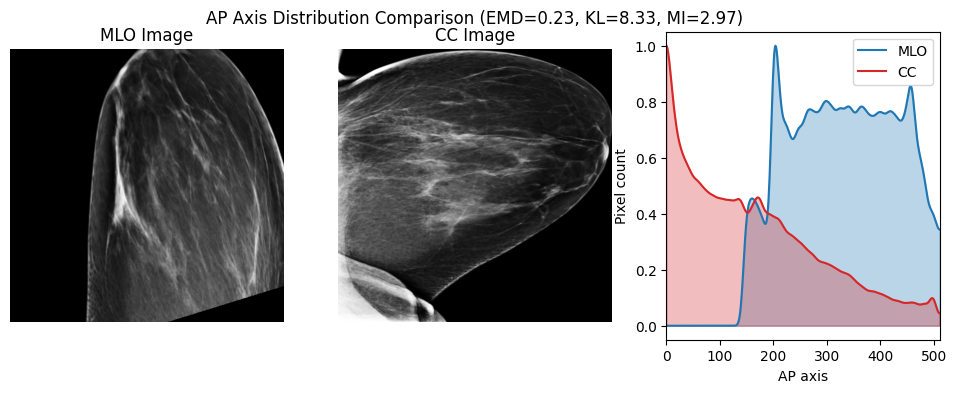 AP Axis Distribution Comparison (EMD=0.23, KL=8.33, MI=2.97)
MLO Image
CC Image
MLO
CC
Pixel count
1.0
0.8
0.6
0.4
0.2
0.0
0 100 200 300 400 500
AP axis